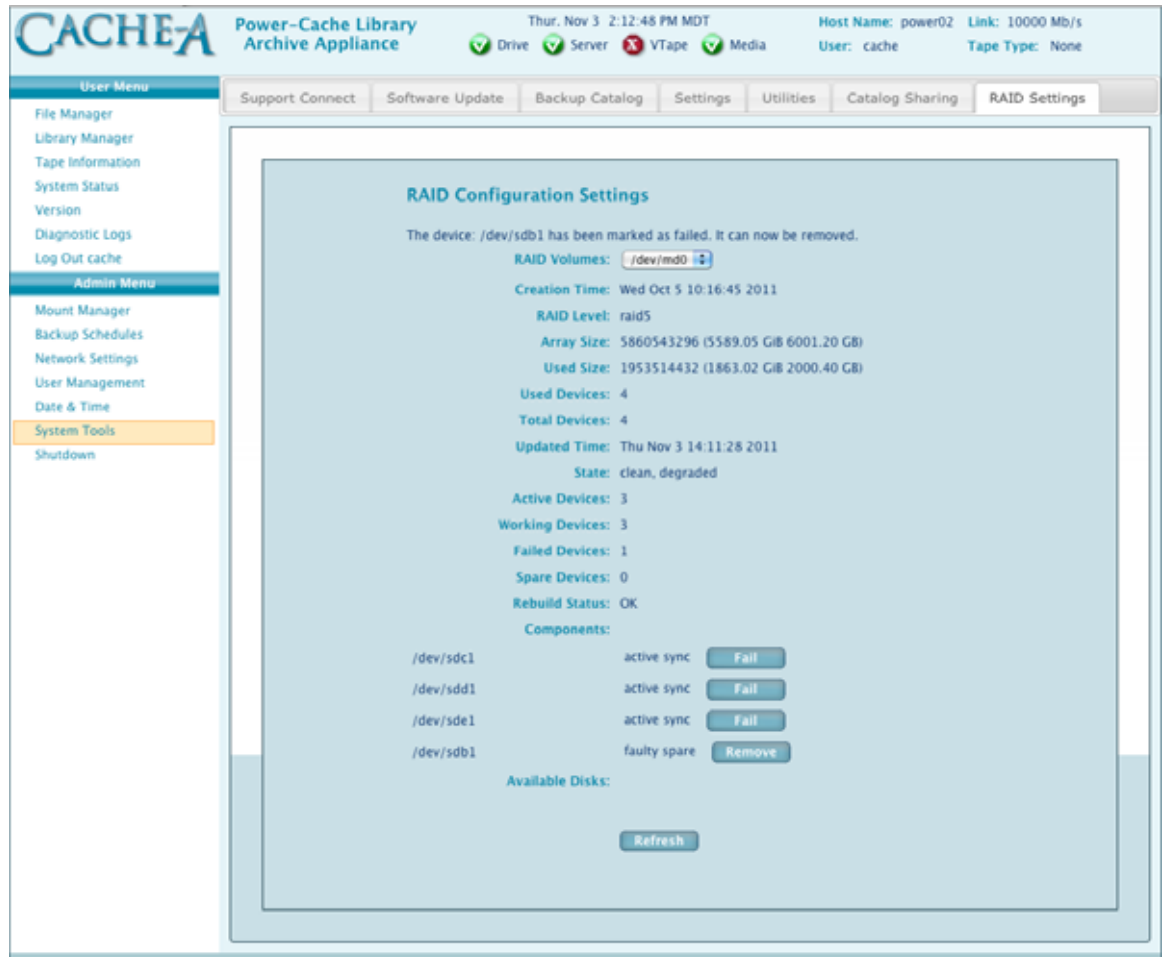 CACHE-A
Power-Cache Library
Archive Appliance
Thur. Nov 3 2:12:48 PM MDT
Drive Server VTape Media
Host Name: power02 Link: 10000 Mb/s
User: cache Tape Type: None
User Menu
File Manager
Library Manager
Tape Information
System Status
Version
Diagnostic Logs
Log Out cache
Admin Menu
Mount Manager
Backup Schedules
Network Settings
User Management
Date & Time
System Tools
Shutdown
Support Connect Software Update Backup Catalog Settings Utilities Catalog Sharing RAID Settings
RAID Configuration Settings
The device: /dev/sdb1 has been marked as failed. It can now be removed.
RAID Volumes: /dev/md0
Creation Time: Wed Oct 5 10:16:45 2011
RAID Level: raid5
Array Size: 5860543296 (5589.05 GiB 6001.20 GB)
Used Size: 1953514432 (1863.02 GiB 2000.40 GB)
Used Devices: 4
Total Devices: 4
Updated Time: Thu Nov 3 14:11:28 2011
State: clean, degraded
Active Devices: 3
Working Devices: 3
Failed Devices: 1
Spare Devices: 0
Rebuild Status: OK
Components:
/dev/sdc1 active sync Fail
/dev/sdd1 active sync Fail
/dev/sde1 active sync Fail
/dev/sdb1 faulty spare Remove
Available Disks:
Refresh